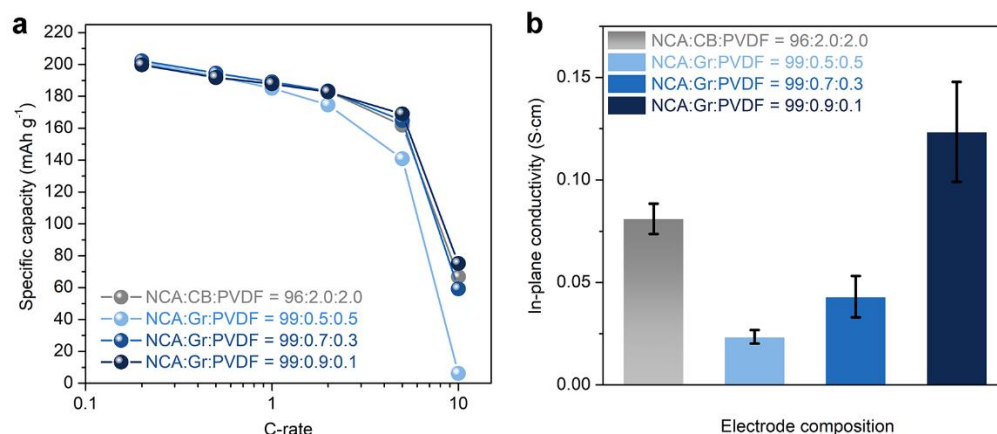 a
220
200
180
160
140
120
100
80
60
40
20
0
Specific capacity (mAh g⁻¹)
NCA:CB:PVDF = 96:2.0:2.0
NCA:Gr:PVDF = 99:0.5:0.5
NCA:Gr:PVDF = 99:0.7:0.3
NCA:Gr:PVDF = 99:0.9:0.1
0.1
1
10
C-rate
b
NCA:CB:PVDF = 96:2.0:2.0
NCA:Gr:PVDF = 99:0.5:0.5
NCA:Gr:PVDF = 99:0.7:0.3
NCA:Gr:PVDF = 99:0.9:0.1
0.15
0.10
0.05
0.00
In-plane conductivity (S·cm)
Electrode composition